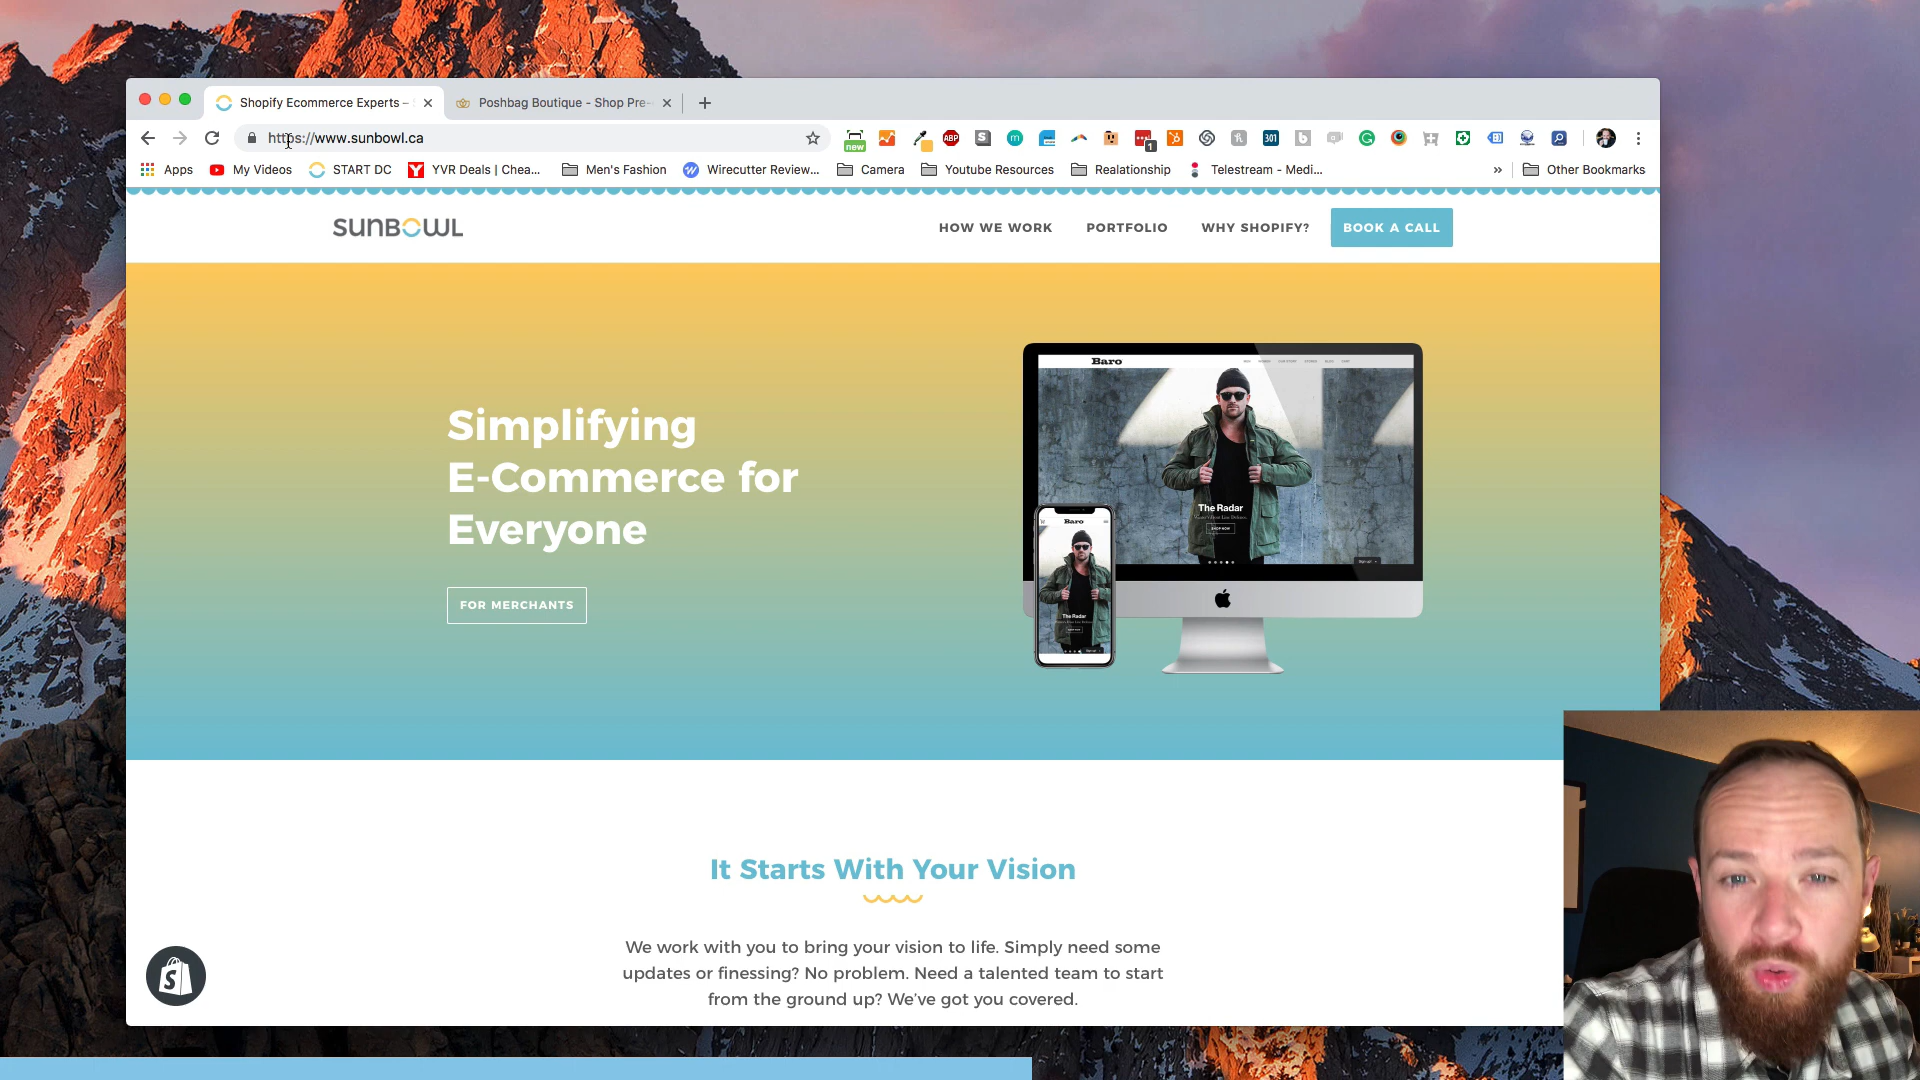 Shopify Ecommerce Experts –
Poshbag Boutique - Shop Pre-
https://www.sunbowl.ca
new
ABP
S
m
1
301
b
G
Apps
My Videos
START DC
YVR Deals | Chea...
Men's Fashion
Wirecutter Review...
Camera
Youtube Resources
Realationship
Telestream - Medi...
»
Other Bookmarks
SUNBOWL
HOW WE WORK
PORTFOLIO
WHY SHOPIFY?
BOOK A CALL
Simplifying
E-Commerce for
Everyone
FOR MERCHANTS
Baro
The Radar
SHOP NOW
Baro
The Radar
It Starts With Your Vision
We work with you to bring your vision to life. Simply need some
updates or finessing? No problem. Need a talented team to start
from the ground up? We've got you covered.
S